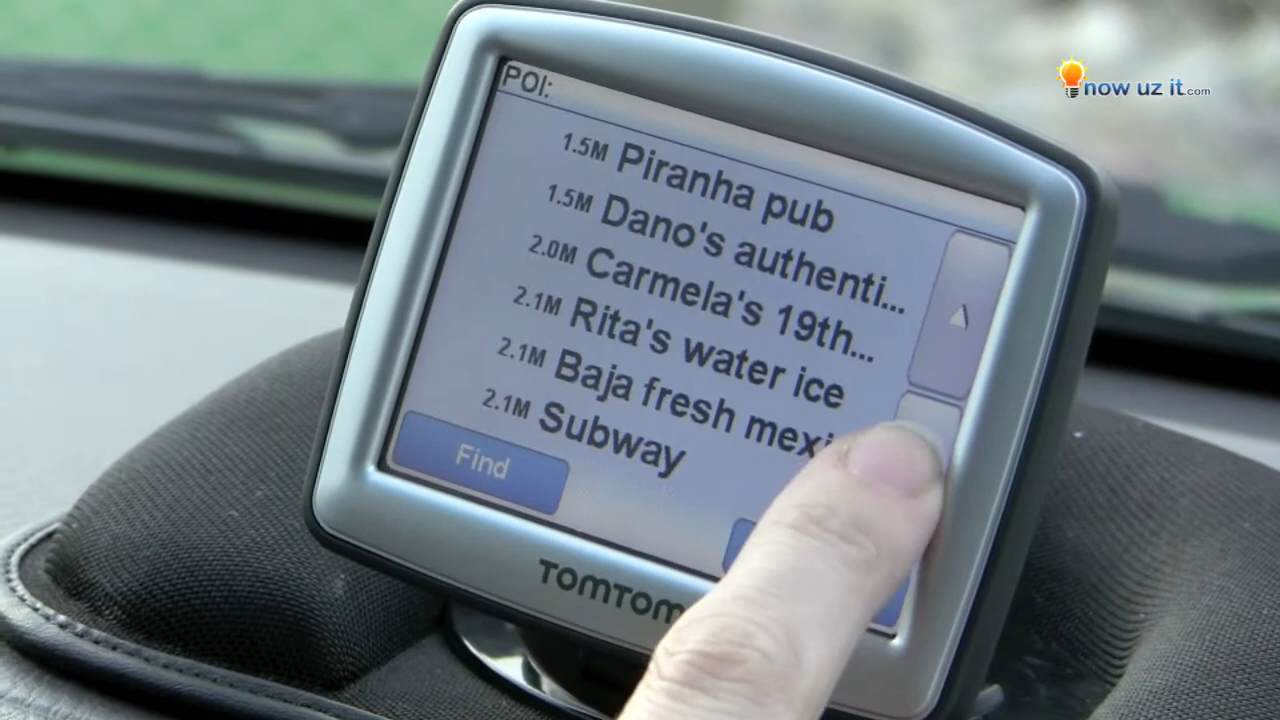 now uz it.com
POI:
1.5M Piranha pub
1.5M Dano's authenti...
2.0M Carmela's 19th...
2.1M Rita's water ice
2.1M Baja fresh mexi
2.1M Subway
Find
TOMTOM